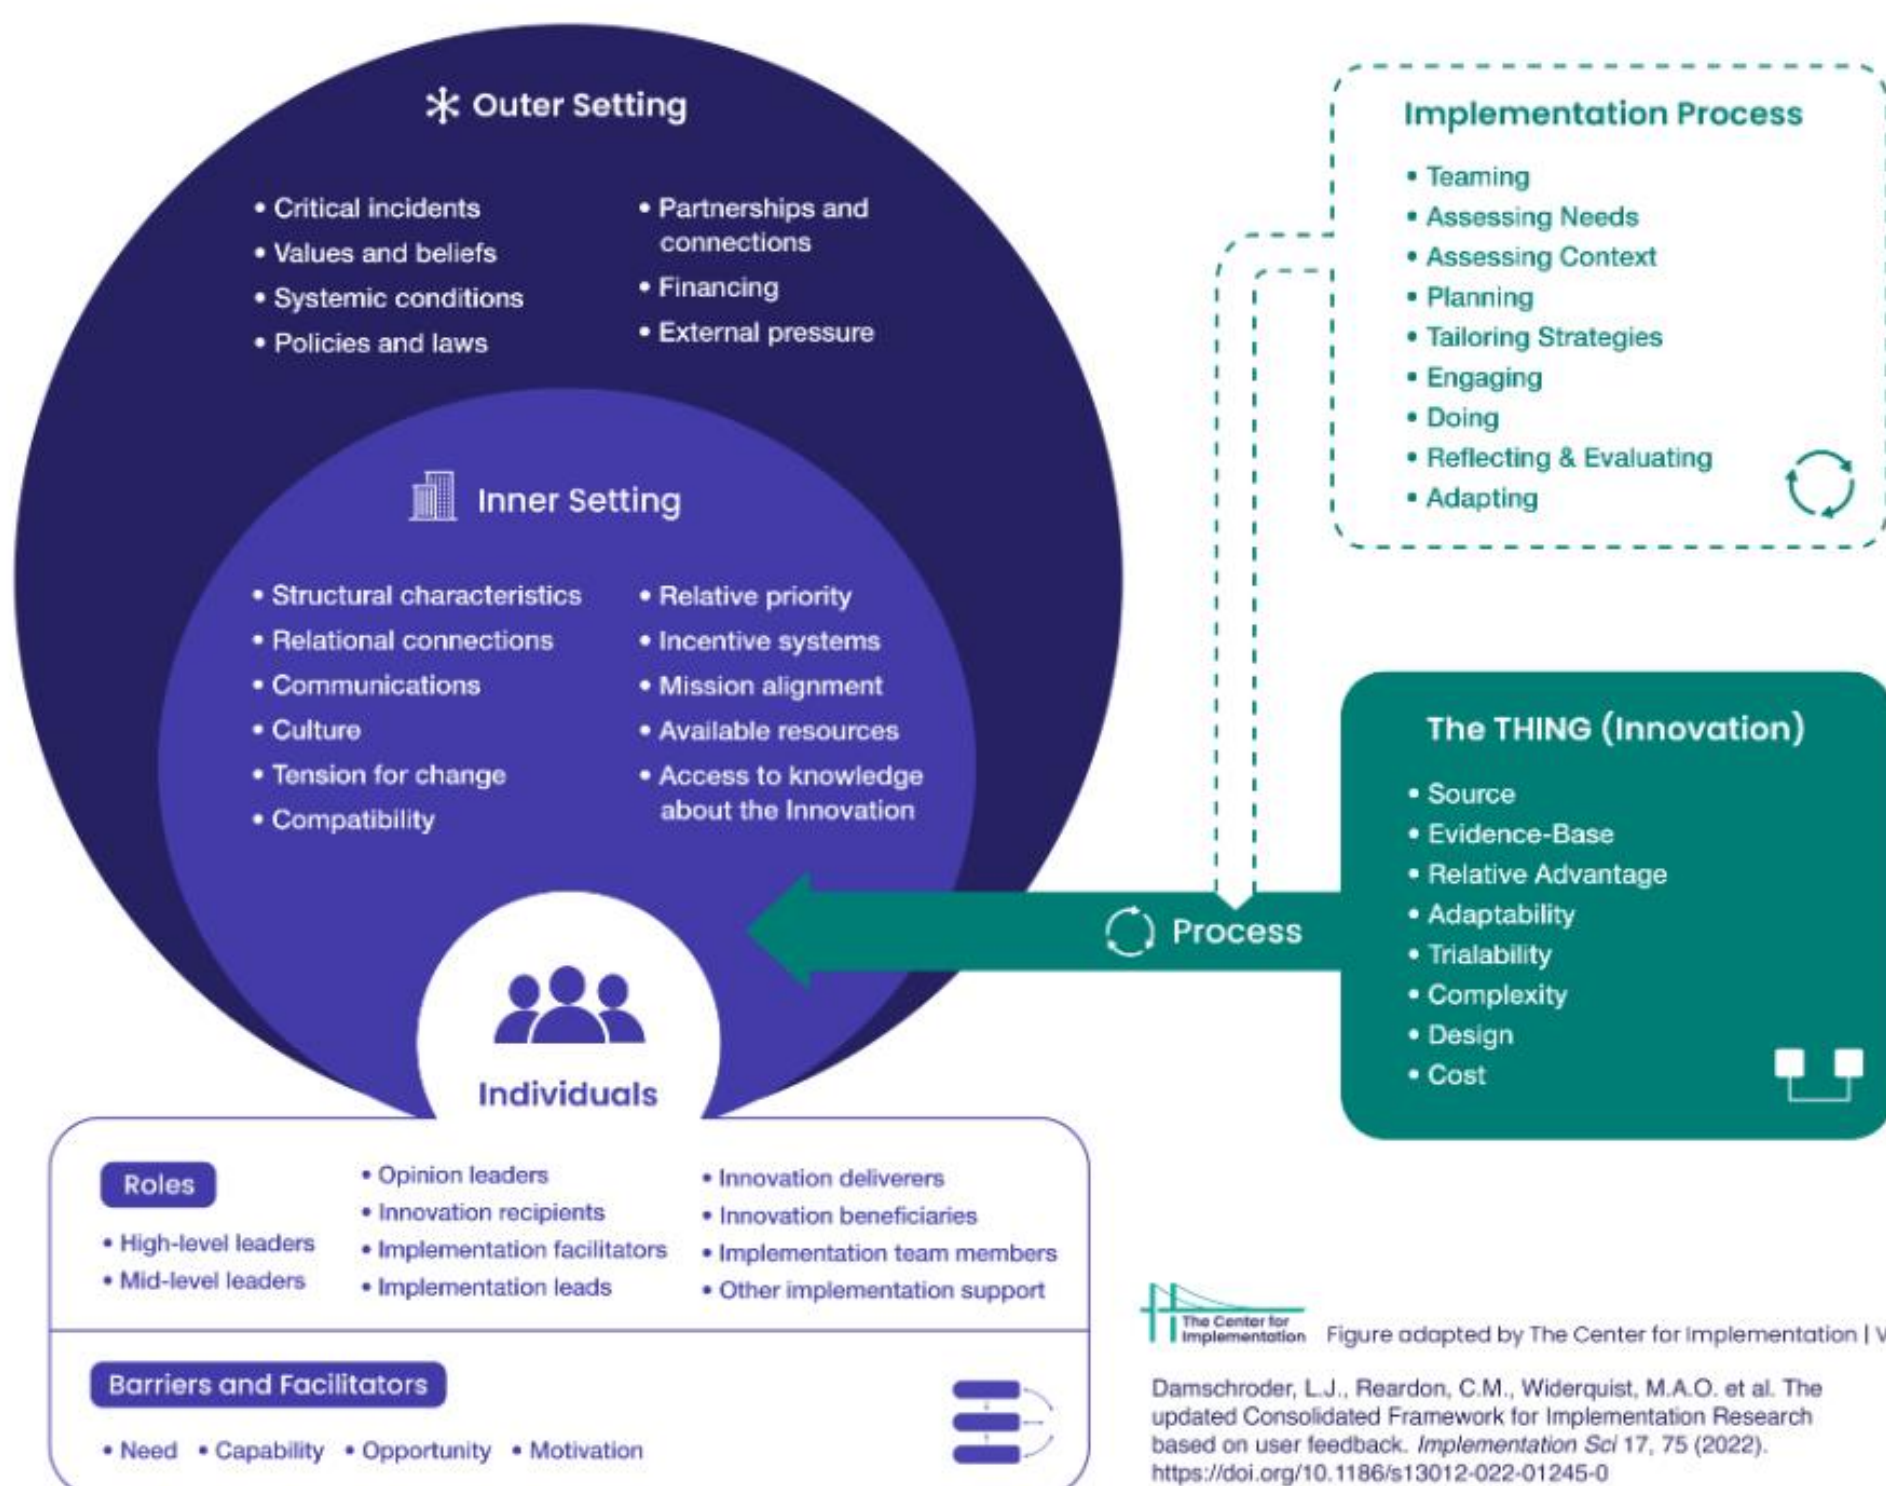 Outer Setting
• Critical incidents
• Values and beliefs
• Systemic conditions
• Policies and laws
• Partnerships and
connections
• Financing
• External pressure
Inner Setting
• Structural characteristics
• Relational connections
• Communications
• Culture
• Tension for change
• Compatibility
• Relative priority
• Incentive systems
• Mission alignment
• Available resources
• Access to knowledge
about the Innovation
Individuals
Roles
• High-level leaders
• Mid-level leaders
• Opinion leaders
• Innovation recipients
• Implementation facilitators
• Implementation leads
• Innovation deliverers
• Innovation beneficiaries
• Implementation team members
• Other implementation support
Barriers and Facilitators
• Need • Capability • Opportunity • Motivation
Implementation Process
• Teaming
• Assessing Needs
• Assessing Context
• Planning
• Tailoring Strategies
• Engaging
• Doing
• Reflecting & Evaluating
• Adapting
Process
The THING (Innovation)
• Source
• Evidence-Base
• Relative Advantage
• Adaptability
• Trialability
• Complexity
• Design
• Cost
The Center for
Implementation
Figure adapted by The Center for Implementation | V
Damschroder, L.J., Reardon, C.M., Widerquist, M.A.O. et al. The
updated Consolidated Framework for Implementation Research
based on user feedback. Implementation Sci 17, 75 (2022).
https://doi.org/10.1186/s13012-022-01245-0